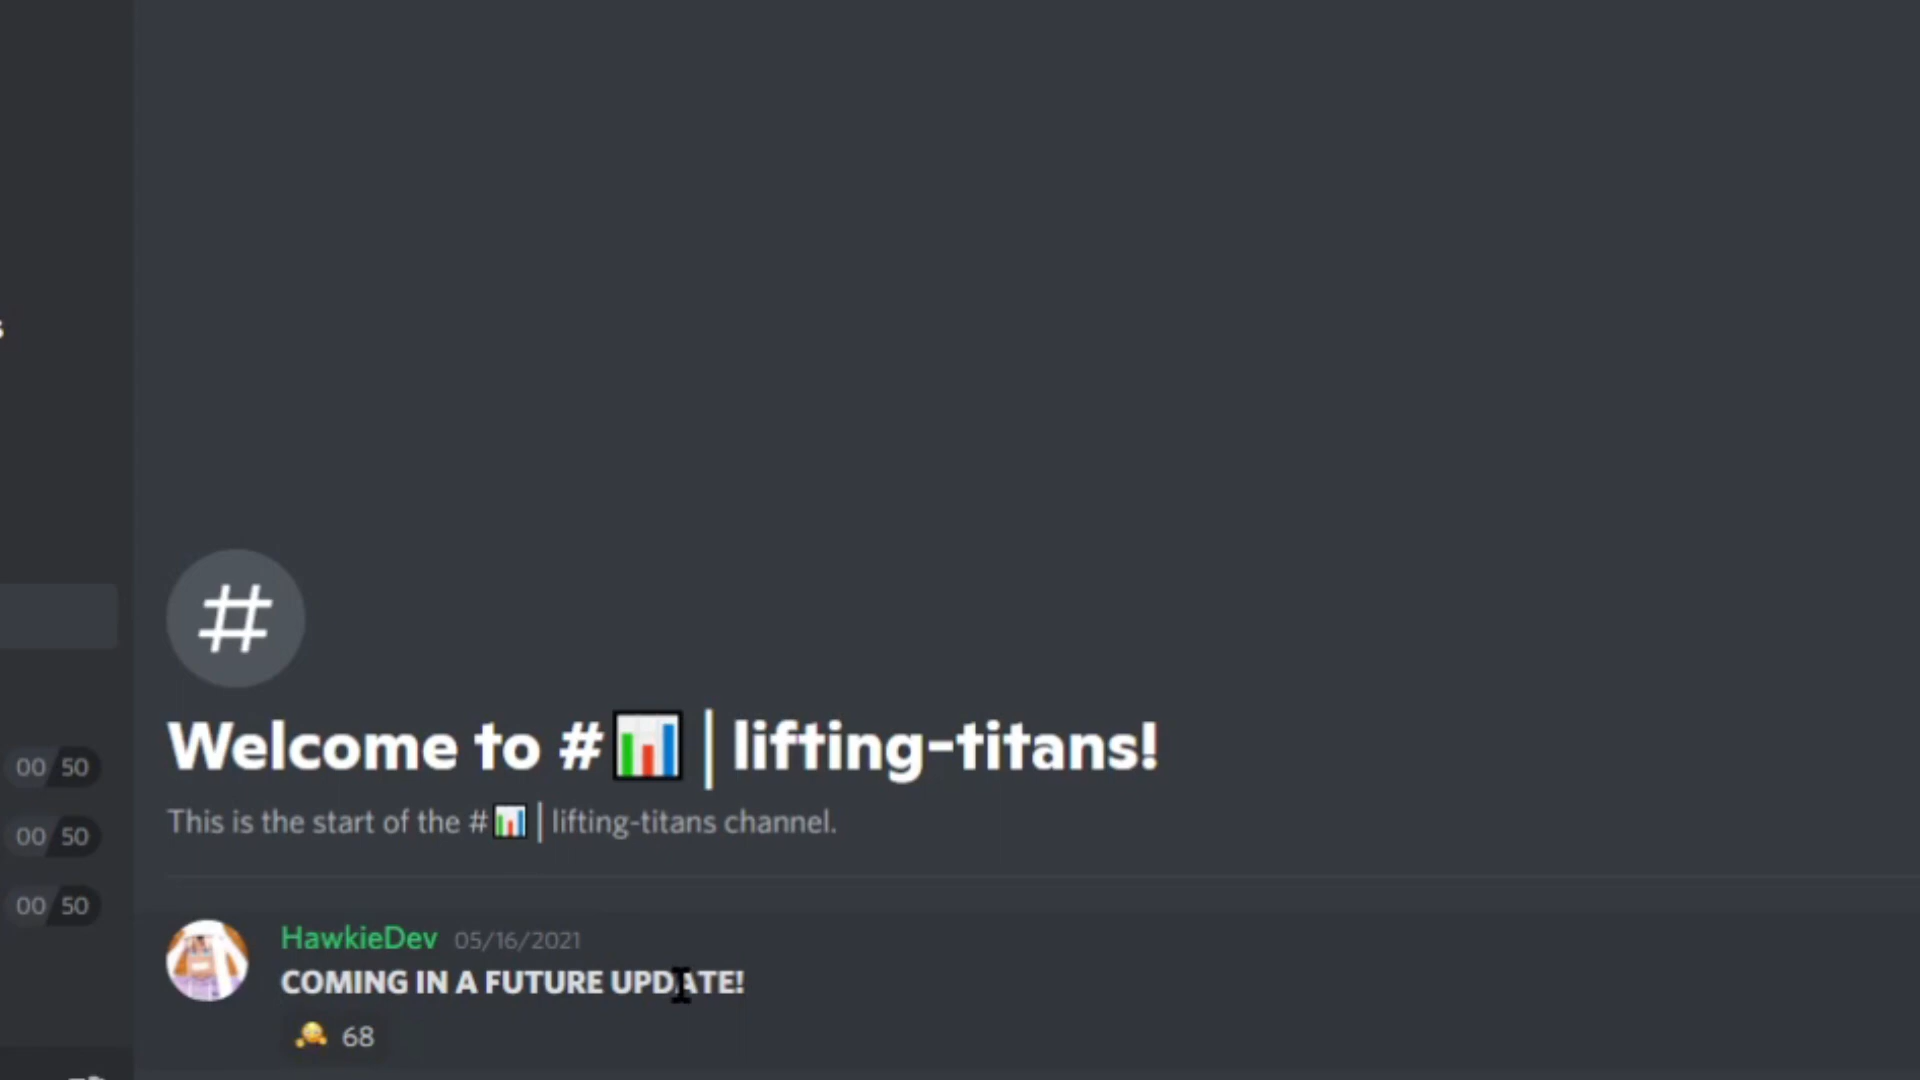 s
#
Welcome to #📊 | lifting-titans!
This is the start of the #📊 | lifting-titans channel.
00 50
00 50
00 50
HawkieDev 05/16/2021
COMING IN A FUTURE UPDATE!
68